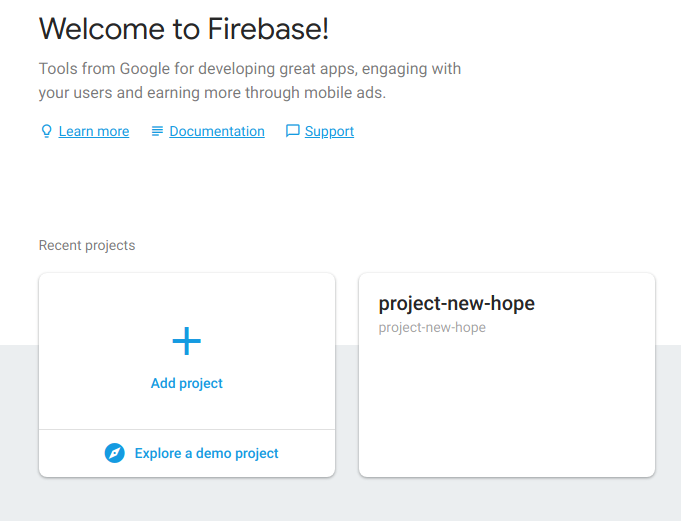 Welcome to Firebase!
Tools from Google for developing great apps, engaging with
your users and earning more through mobile ads.
Learn more Documentation Support
Recent projects
Add project
Explore a demo project
project-new-hope
project-new-hope